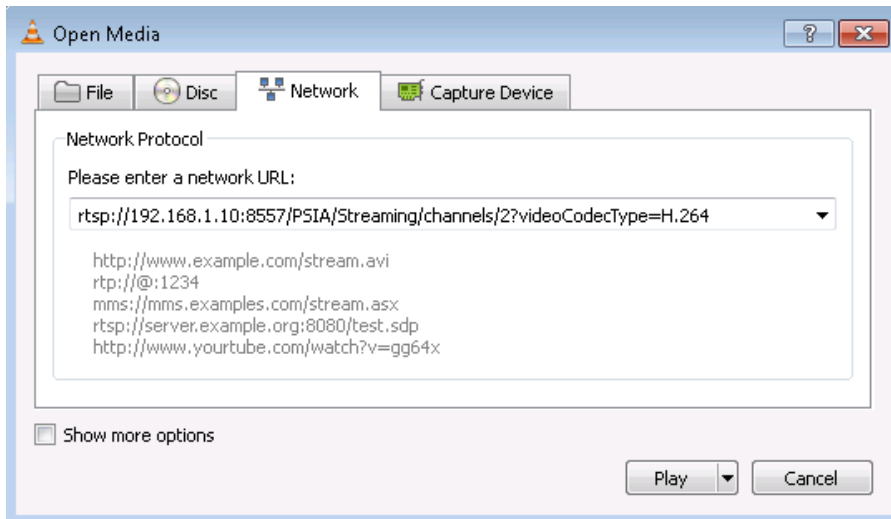 Open Media
File Disc Network Capture Device
Network Protocol
Please enter a network URL:
rtsp://192.168.1.10:8557/PSIA/Streaming/channels/2?videoCodecType=H.264
http://www.example.com/stream.avi
rtp://@:1234
mms://mms.examples.com/stream.asx
rtsp://server.example.org:8080/test.sdp
http://www.yourtube.com/watch?v=gg64x
Show more options
Play Cancel